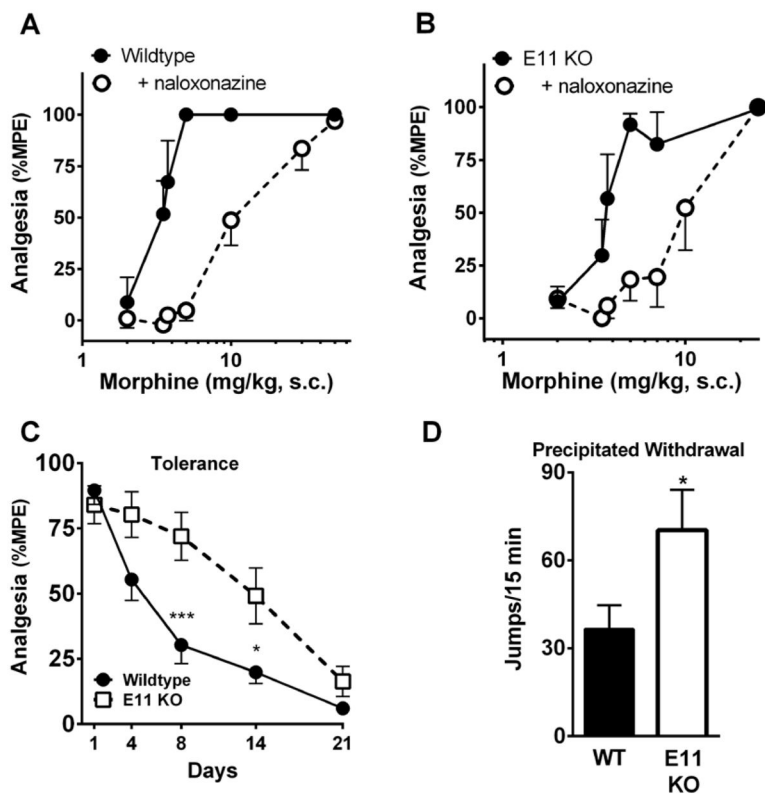 A
Wildtype
+ naloxonazine
Analgesia (%MPE)
100
75
50
25
0
1
10
Morphine (mg/kg, s.c.)
B
E11 KO
+ naloxonazine
Analgesia (%MPE)
100
75
50
25
0
1
10
Morphine (mg/kg, s.c.)
C
Tolerance
Analgesia (%MPE)
100
75
50
25
0
***
*
Wildtype
E11 KO
1 4 8 14 21
Days
D
Precipitated Withdrawal
Jumps/15 min
90
60
30
0
*
WT
E11
KO